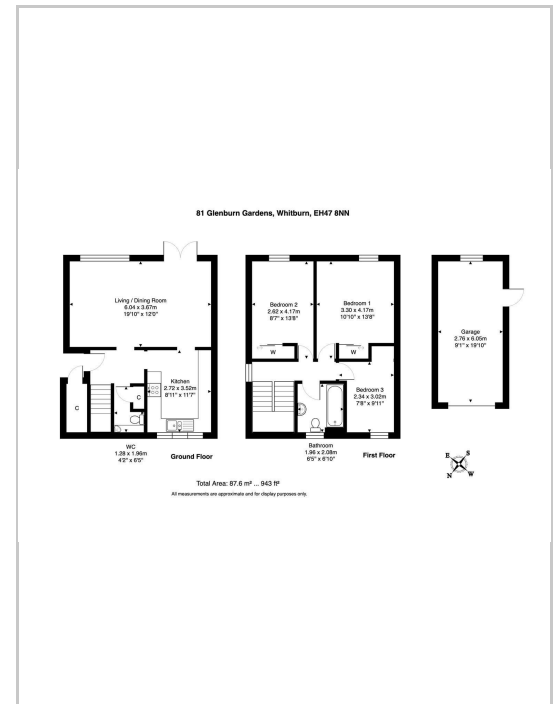 81 Glenburn Gardens, Whitburn, EH47 8NN
Living / Dining Room
6.04 x 3.67m
19'10" x 12'0"
Kitchen
2.72 x 3.52m
8'11" x 11'7"
C
C
WC
1.28 x 1.96m
4'2" x 6'5"
Ground Floor
Bedroom 2
2.62 x 4.17m
8'7" x 13'8"
Bedroom 1
3.30 x 4.17m
10'10" x 13'8"
W
W
Bedroom 3
2.34 x 3.02m
7'8" x 9'11"
Bathroom
1.96 x 2.08m
6'5" x 6'10"
First Floor
Garage
2.76 x 6.05m
9'1" x 19'10"
E
S
N
W
Total Area: 87.6 m² ... 943 ft²
All measurements are approximate and for display purposes only.